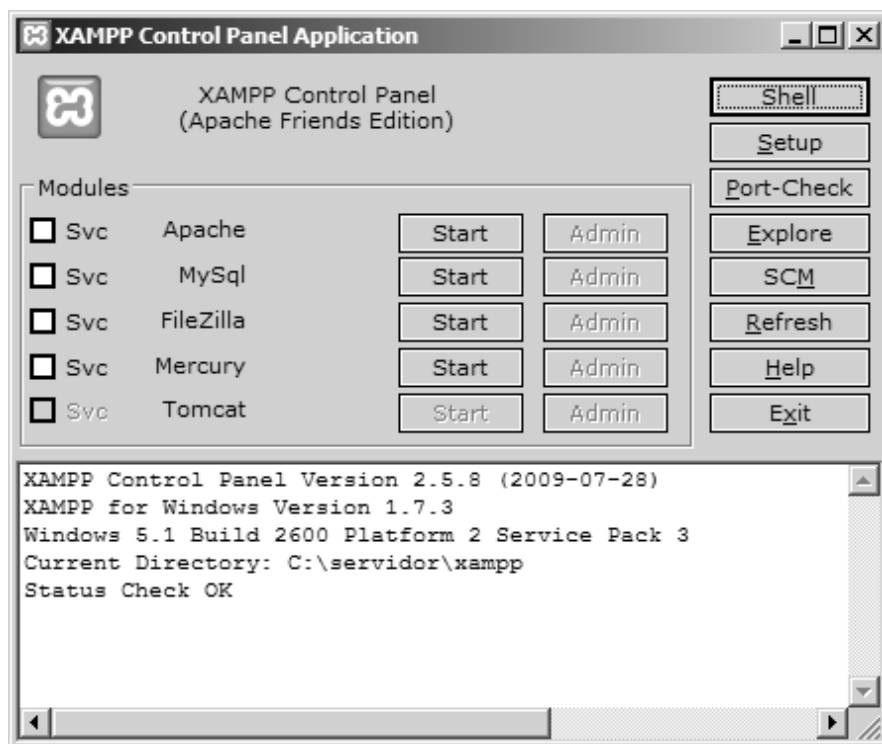 XAMPP Control Panel Application
XAMPP Control Panel
(Apache Friends Edition)
Shell
Setup
Port-Check
Explore
SCM
Refresh
Help
Exit
Modules
Svc Apache Start Admin
Svc MySql Start Admin
Svc FileZilla Start Admin
Svc Mercury Start Admin
Svc Tomcat Start Admin
XAMPP Control Panel Version 2.5.8 (2009-07-28)
XAMPP for Windows Version 1.7.3
Windows 5.1 Build 2600 Platform 2 Service Pack 3
Current Directory: C:\servidor\xampp
Status Check OK